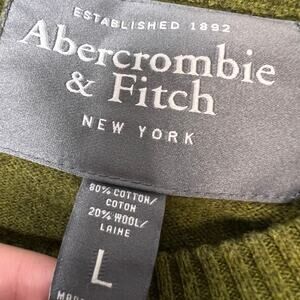 ESTABLISHED 1892
Abercrombie
& Fitch
NEW YORK
80% COTTON/
COTON
20% WOOL/
LAINE
L